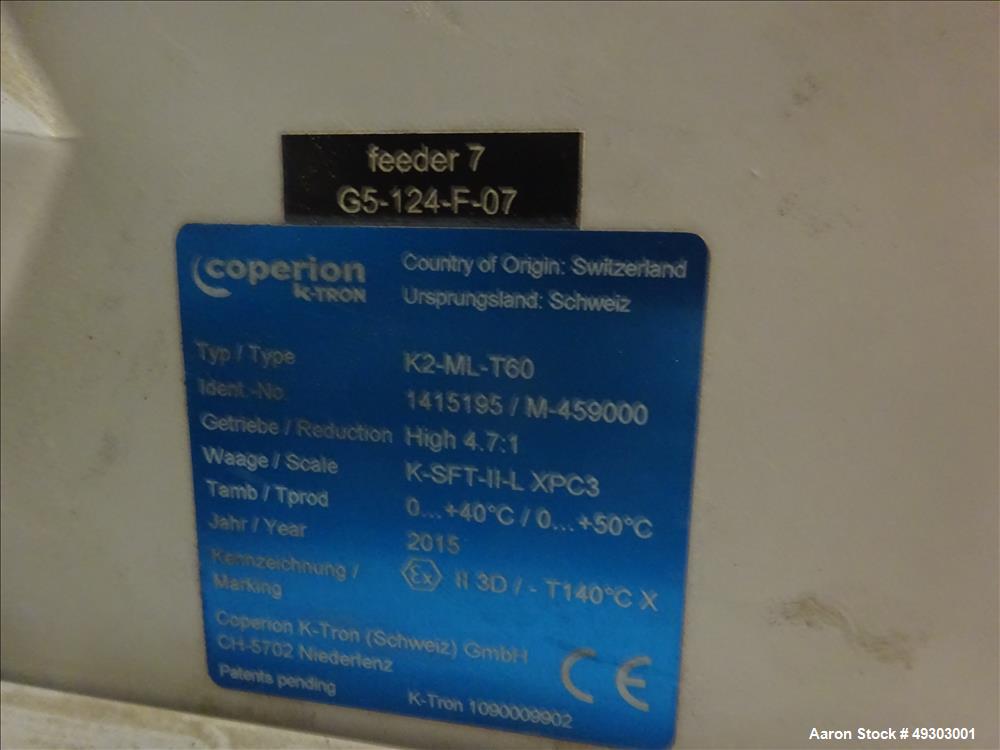 feeder 7
G5-124-F-07
coperion
K-TRON
Country of Origin: Switzerland
Ursprungsland: Schweiz
Typ / Type K2-ML-T60
Ident.-No. 1415195 / M-459000
Getriebe / Reduction High 4.7:1
Waage / Scale K-SFT-II-L XPC3
Tamb / Tprod 0...+40°C / 0...+50°C
Jahr / Year 2015
Kennzeichnung / Ex II 3D / - T140°C X
Marking
Coperion K-Tron (Schweiz) GmbH
CH-5702 Niederlenz
CE
Patents pending K-Tron 1090009902
Aaron Stock # 49303001